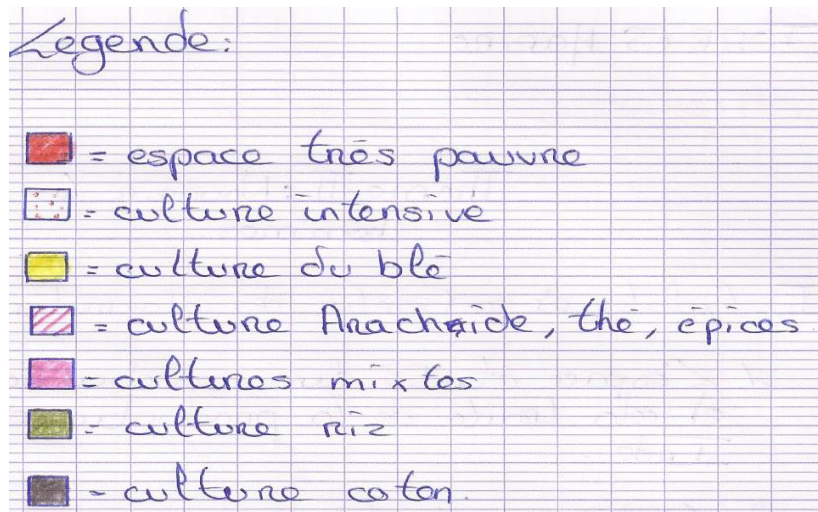 Legende:
= espace très pauvre
= culture intensive
= culture du blé
= culture Arachide, thé, épices
= cultures mixtes
= culture riz
= culture coton.